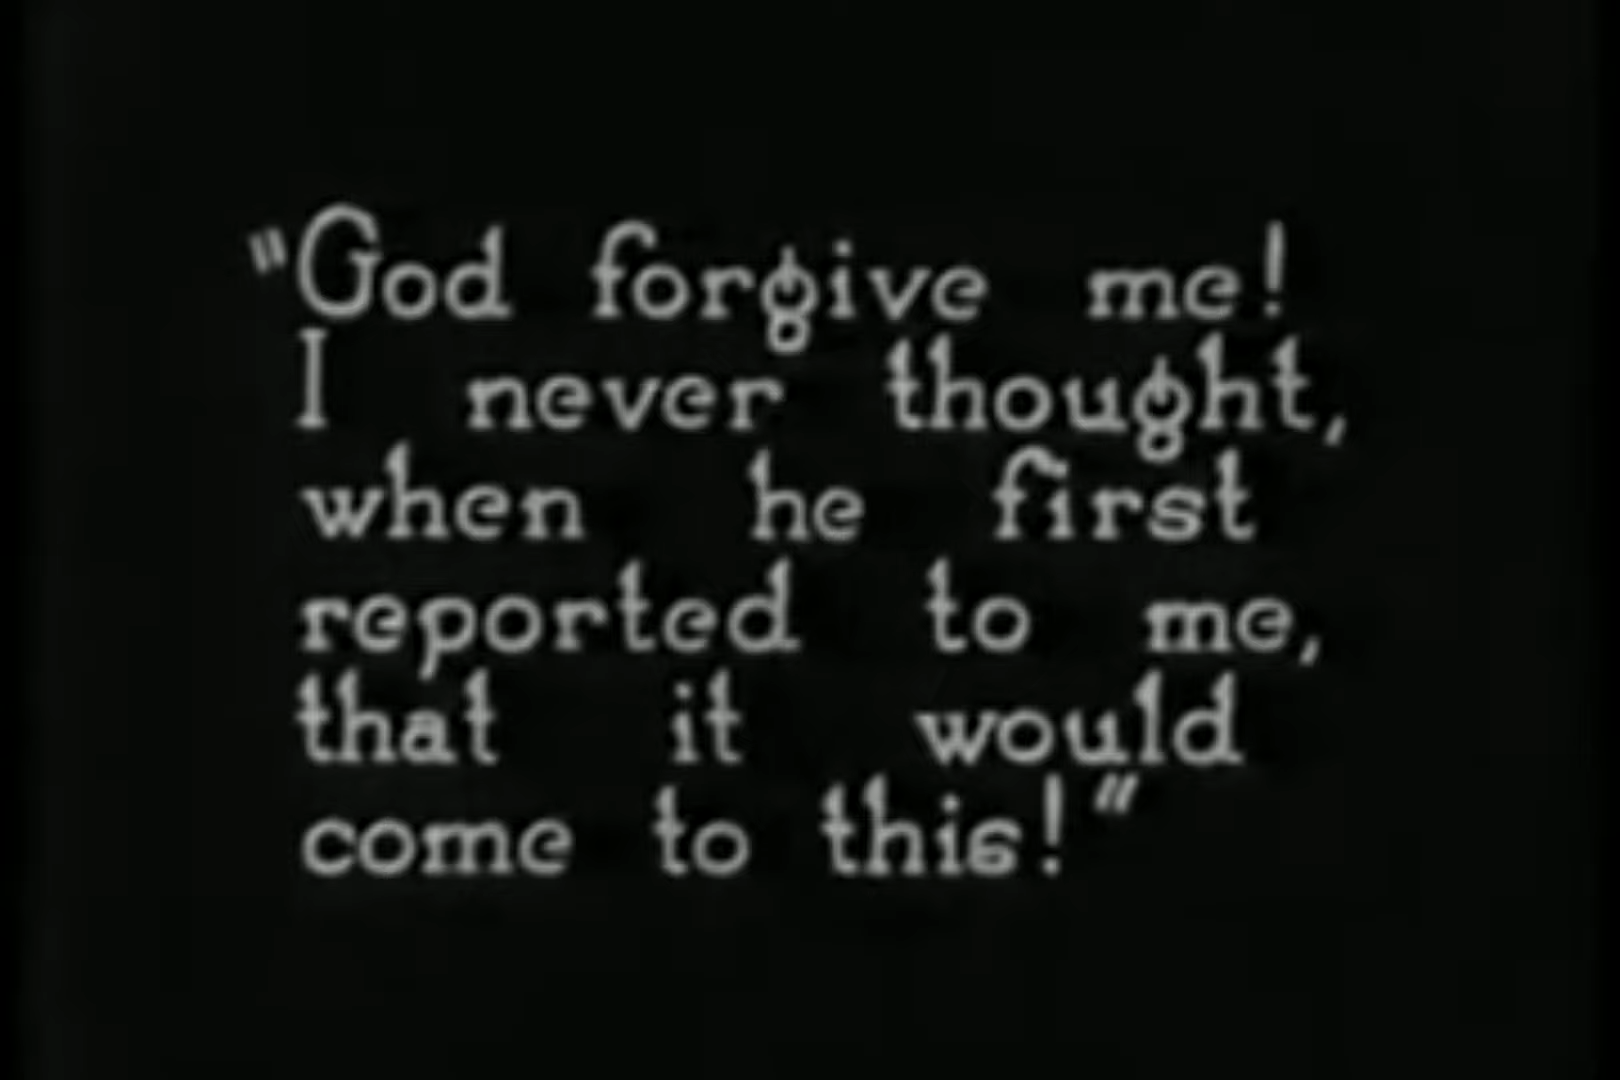 "God forgive me!
I never thought,
when he first
reported to me,
that it would
come to this!"